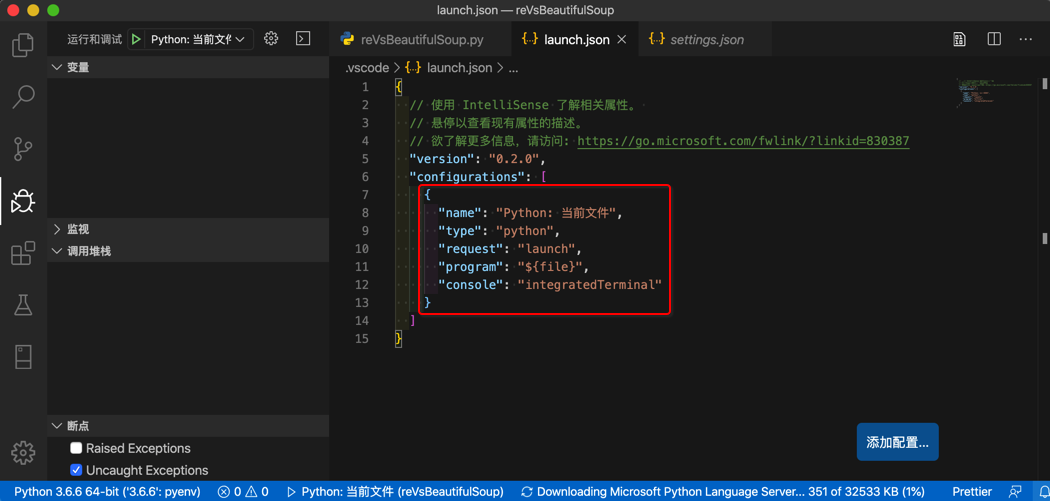 launch.json — reVsBeautifulSoup
运行和调试 Python: 当前文件
变量
监视
调用堆栈
断点
Raised Exceptions
Uncaught Exceptions
reVsBeautifulSoup.py {..} launch.json {..} settings.json
.vscode > {..} launch.json > ...
1 {
2 // 使用 IntelliSense 了解相关属性。
3 // 悬停以查看现有属性的描述。
4 // 欲了解更多信息，请访问: https://go.microsoft.com/fwlink/?linkid=830387
5 "version": "0.2.0",
6 "configurations": [
7 {
8 "name": "Python: 当前文件",
9 "type": "python",
10 "request": "launch",
11 "program": "${file}",
12 "console": "integratedTerminal"
13 }
14 ]
15 }
添加配置...
Python 3.6.6 64-bit ('3.6.6': pyenv) 0 0 Python: 当前文件 (reVsBeautifulSoup) Downloading Microsoft Python Language Server... 351 of 32533 KB (1%) Prettier